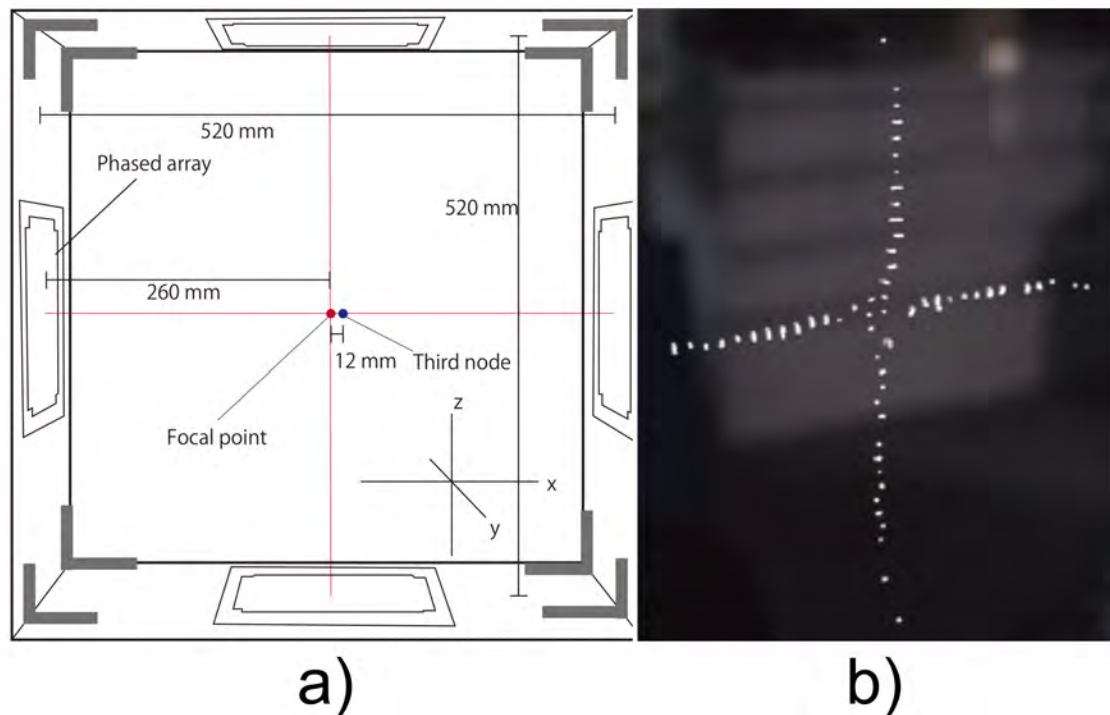 520 mm
Phased array
520 mm
260 mm
12 mm
Third node
Focal point
z
x
y
a)
b)